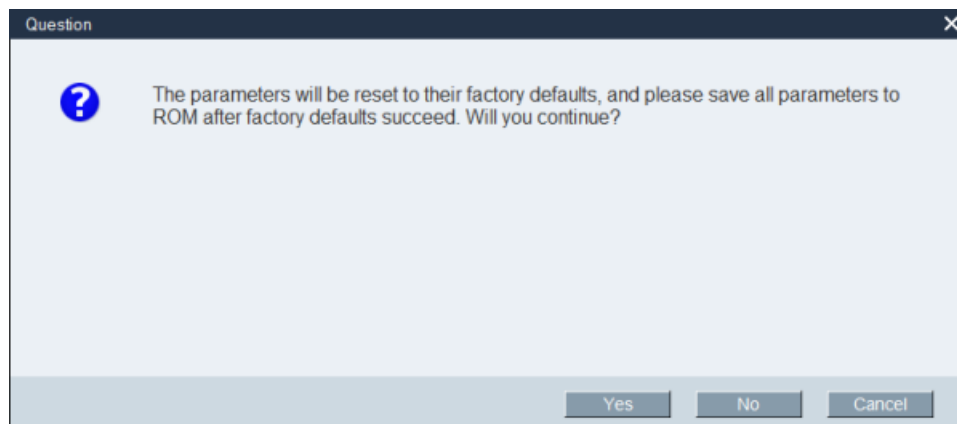 Question
The parameters will be reset to their factory defaults, and please save all parameters to
ROM after factory defaults succeed. Will you continue?
Yes
No
Cancel